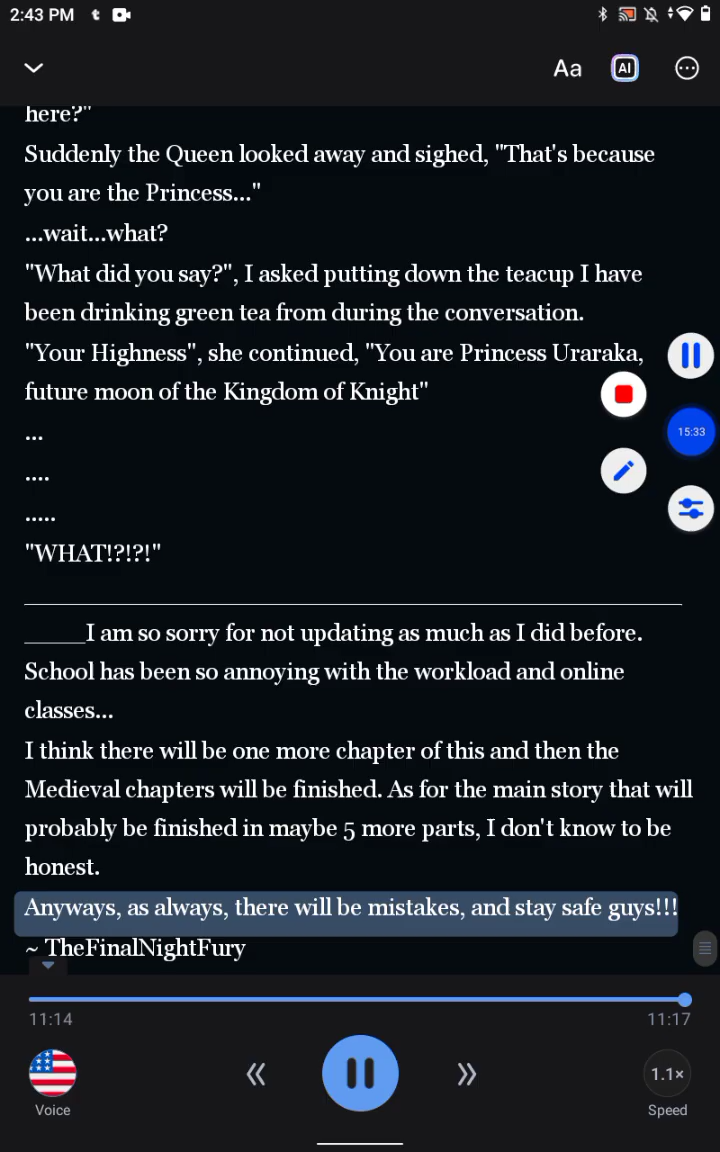 2:43 PM
Aa
AI
here?"
Suddenly the Queen looked away and sighed, "That's because
you are the Princess..."
...wait...what?
"What did you say?", I asked putting down the teacup I have
been drinking green tea from during the conversation.
"Your Highness", she continued, "You are Princess Uraraka,
future moon of the Kingdom of Knight"
...
....
.....
"WHAT!?!?!"
15:33
_____I am so sorry for not updating as much as I did before.
School has been so annoying with the workload and online
classes...
I think there will be one more chapter of this and then the
Medieval chapters will be finished. As for the main story that will
probably be finished in maybe 5 more parts, I don't know to be
honest.
Anyways, as always, there will be mistakes, and stay safe guys!!!
~ TheFinalNightFury
11:14
11:17
1.1×
Voice
Speed